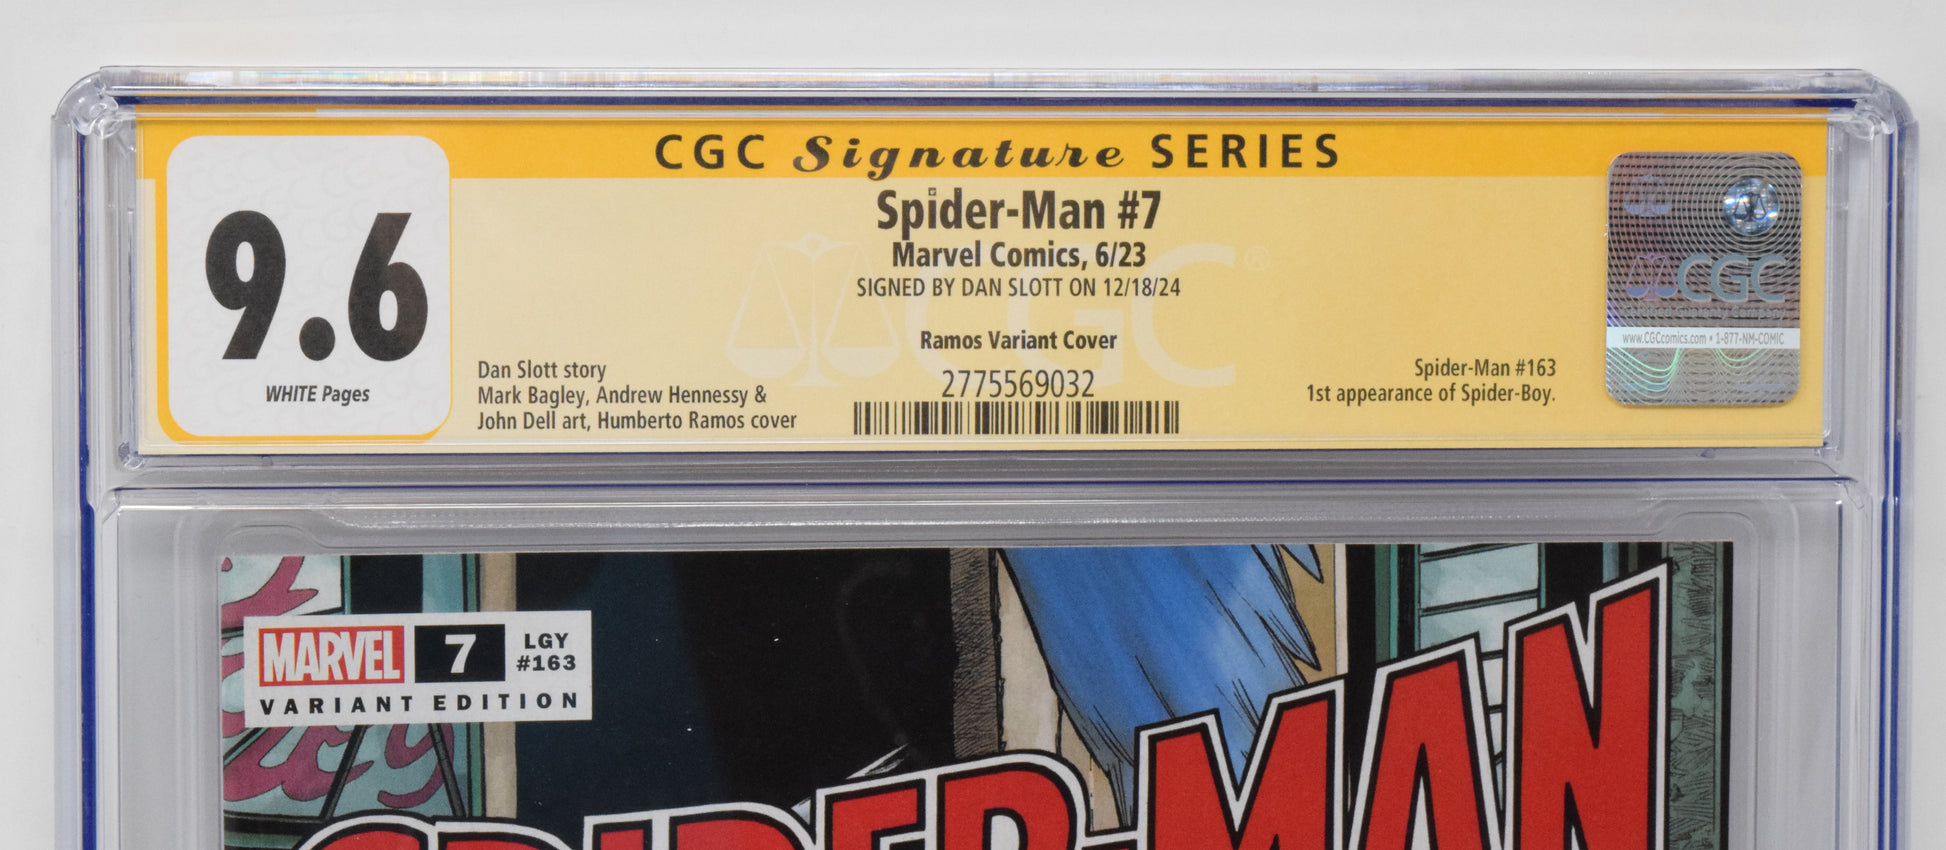 CGC Signature SERIES
9.6
WHITE Pages
Spider-Man #7
Marvel Comics, 6/23
SIGNED BY DAN SLOTT ON 12/18/24
Ramos Variant Cover
2775569032
Dan Slott story
Mark Bagley, Andrew Hennessy &
John Dell art, Humberto Ramos cover
Spider-Man #163
1st appearance of Spider-Boy.
CGC
www.CGCcomics.com • 1-877-NM-COMIC
CGC®
MARVEL 7 LGY
#163
VARIANT EDITION
SPIDER-MAN